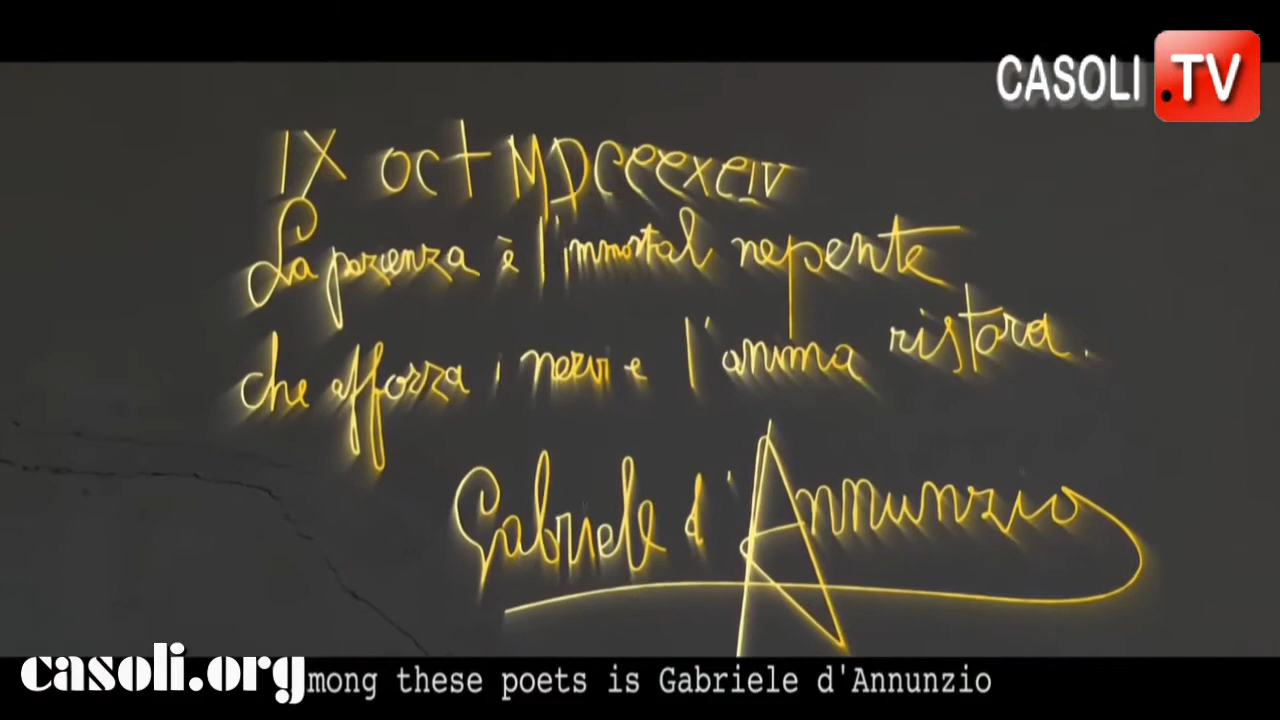 CASOLI .TV
IX OCT MDCCCXCIV
La pazienza è l'immortal nepente
che afforza i nervi e l'anima ristora.
Gabriele d'Annunzio
casoli.org mong these poets is Gabriele d'Annunzio